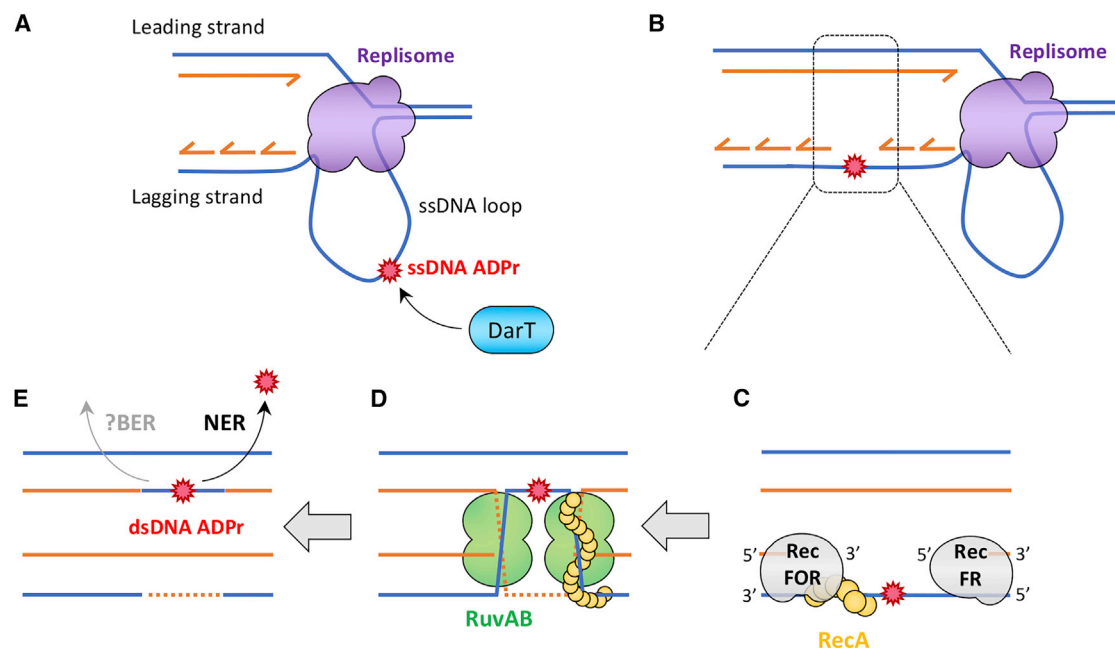 A
Leading strand
Replisome
Lagging strand
ssDNA loop
ssDNA ADPr
DarT
B
E
?BER
NER
dsDNA ADPr
D
RuvAB
C
5’
Rec
FOR
3’
3’
5’
Rec
FR
3’
5’
RecA